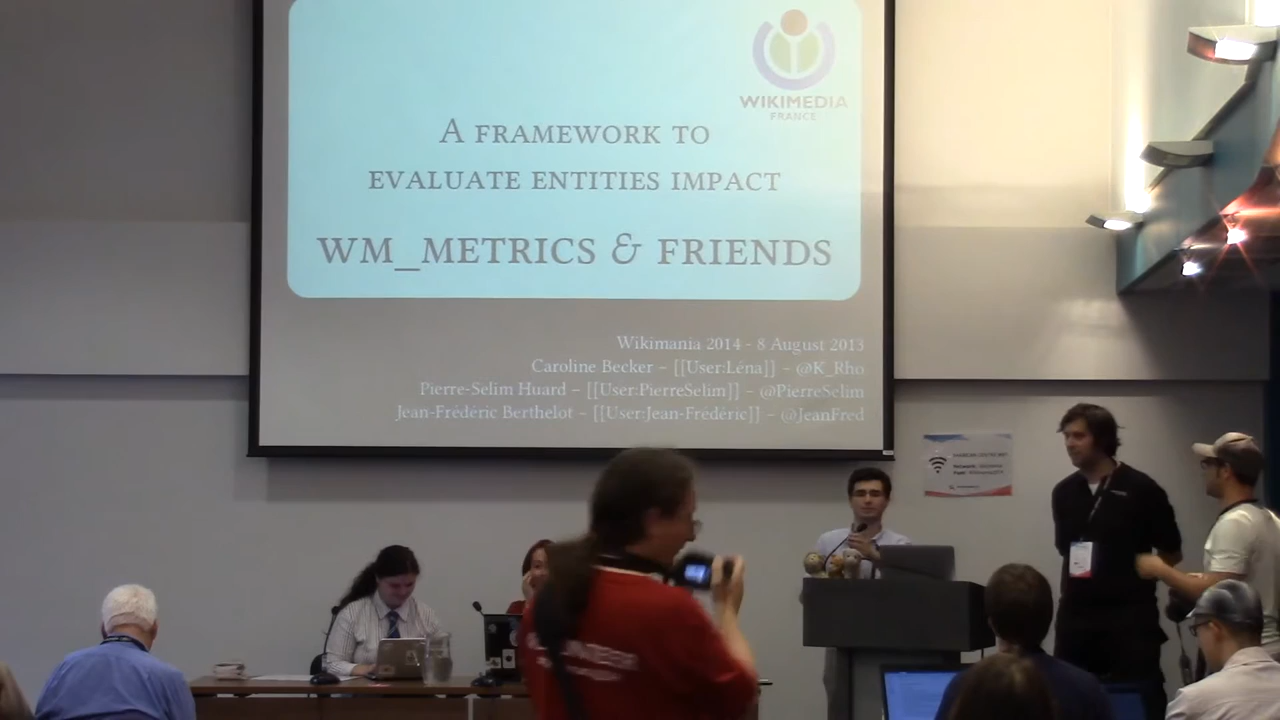 WIKIMEDIA
FRANCE
A FRAMEWORK TO
EVALUATE ENTITIES IMPACT
WM_METRICS & FRIENDS
Wikimania 2014 - 8 August 2013
Caroline Becker - [[User:Léna]] - @K_Rho
Pierre-Selim Huard - [[User:PierreSelim]] - @PierreSelim
Jean-Frédéric Berthelot - [[User:Jean-Fréderic]] - @JeanFred